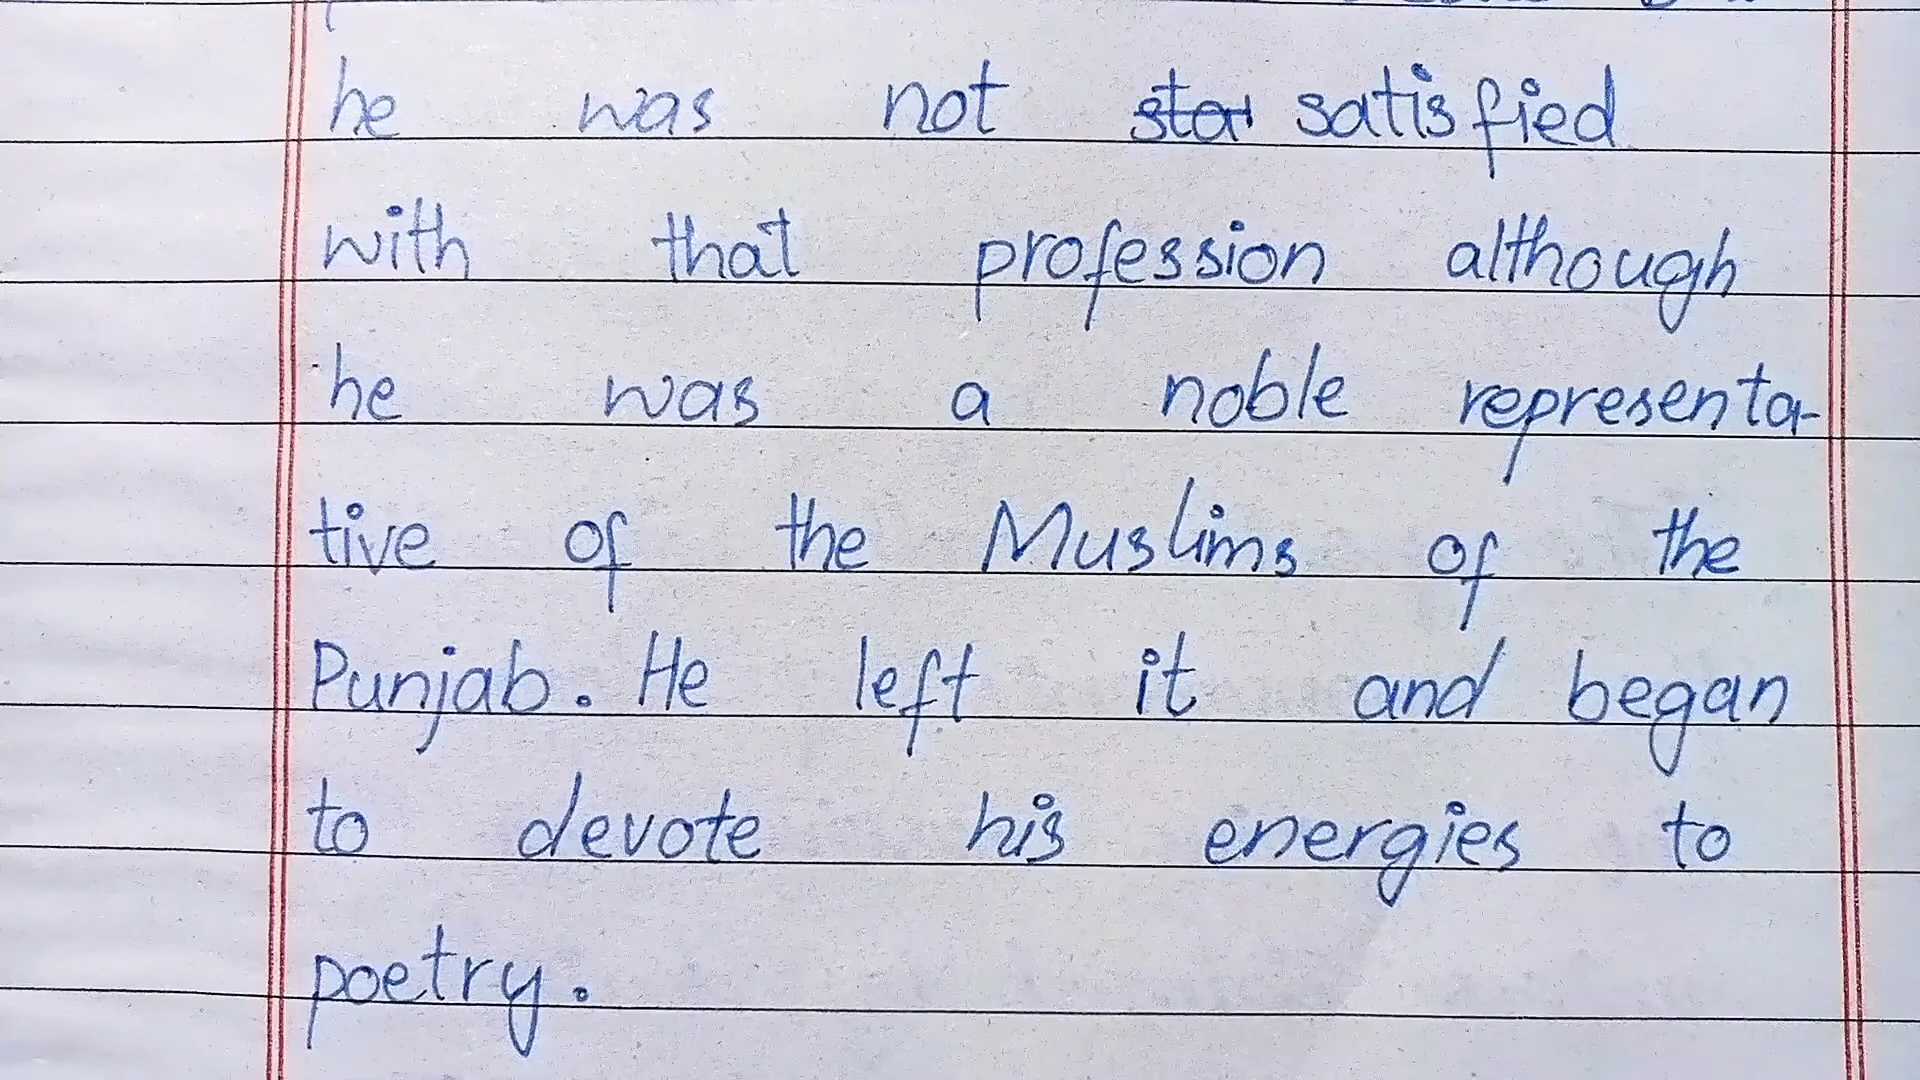 he was not satisfied
with that profession although
he was a noble representa-
tive of the Muslims of the
Punjab. He left it and began
to devote his energies to
poetry.